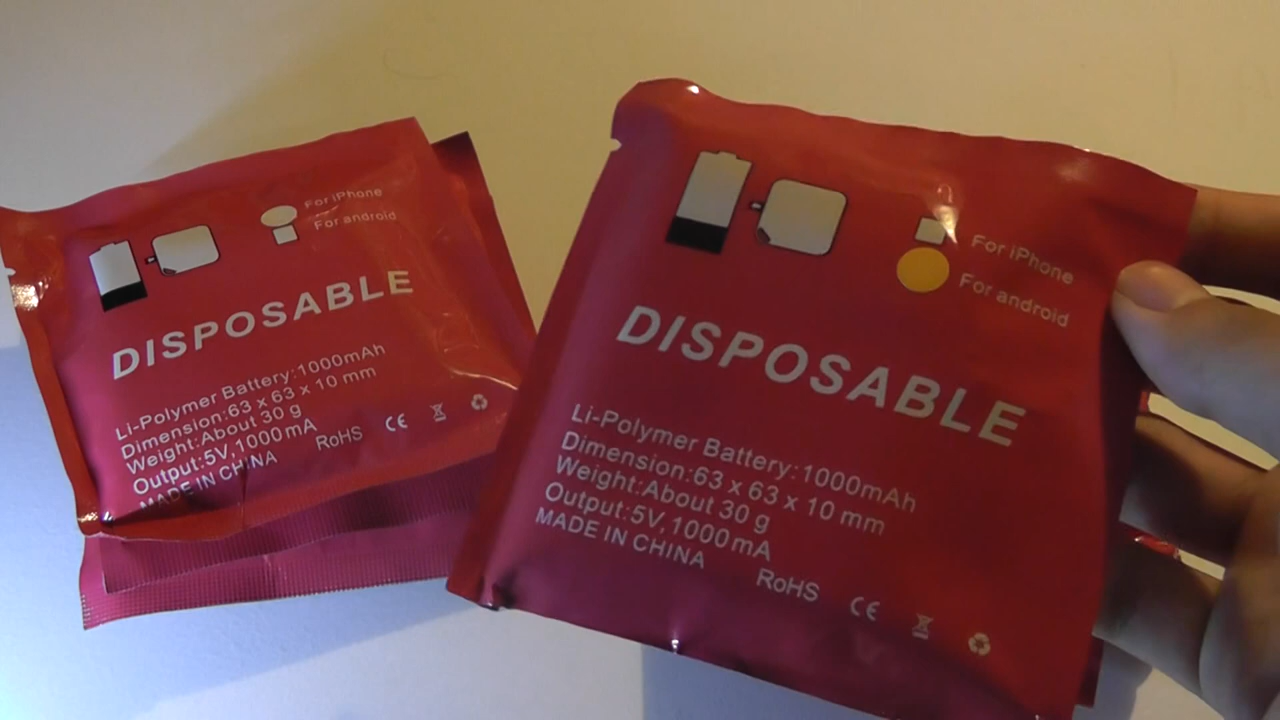 For iPhone
For android
DISPOSABLE
Li-Polymer Battery:1000mAh
Dimension:63 x 63 x 10 mm
Weight:About 30 g
Output:5V,1000mA
MADE IN CHINA
RoHS CE
For iPhone
For android
DISPOSABLE
Li-Polymer Battery:1000mAh
Dimension:63 x 63 x 10 mm
Weight:About 30 g
Output:5V,1000mA
MADE IN CHINA
RoHS CE